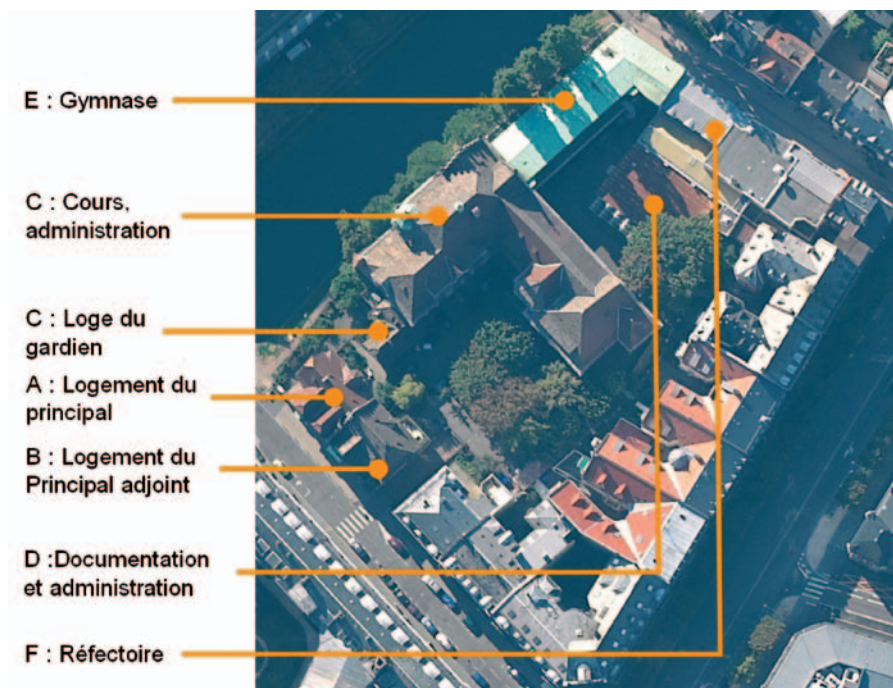 E : Gymnase
C : Cours,
administration
C : Loge du
gardien
A : Logement du
principal
B : Logement du
Principal adjoint
D :Documentation
et administration
F : Réfectoire